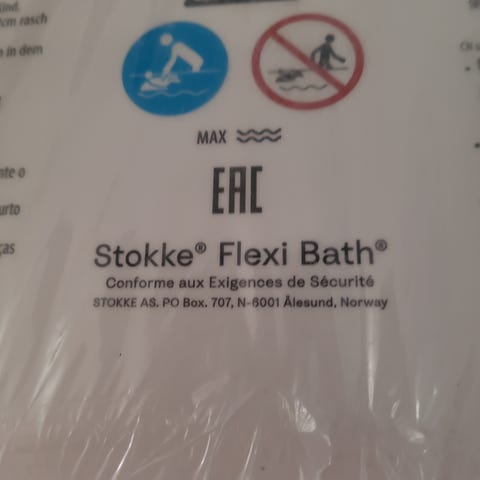 cm rasch
n in dem
MAX
EAC
Stokke® Flexi Bath®
Conforme aux Exigences de Sécurité
STOKKE AS. PO Box. 707, N-6001 Ålesund, Norway
nte o
urto
ças